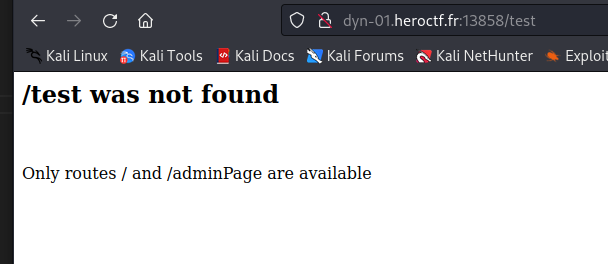 dyn-01.heroctf.fr:13858/test
Kali Linux Kali Tools Kali Docs Kali Forums Kali NetHunter Exploit
/test was not found
Only routes / and /adminPage are available